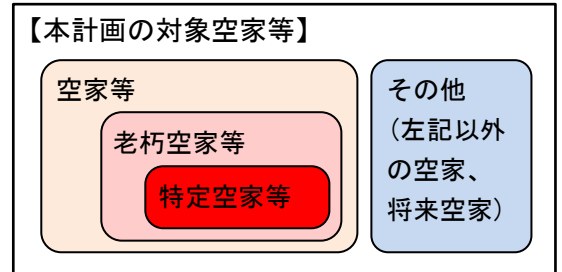 【本計画の対象空家等】
空家等
老朽空家等
特定空家等
その他
（左記以外
の空家、
将来空家）